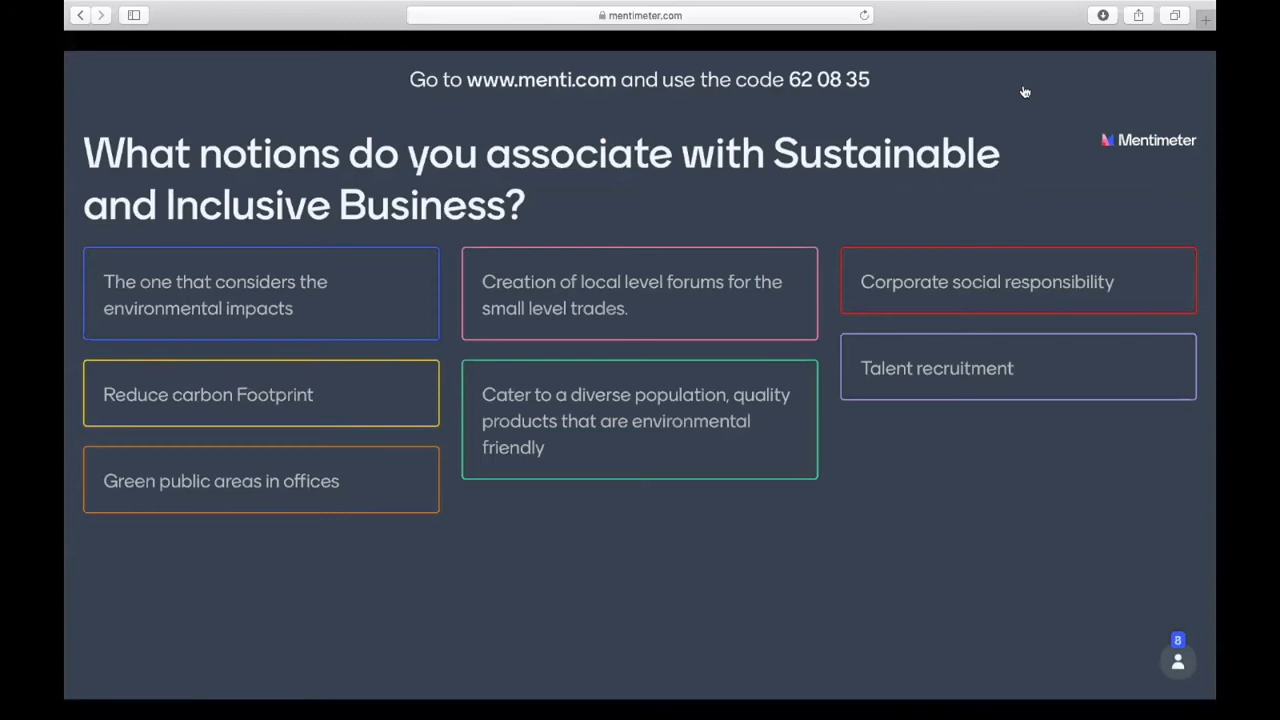 mentimeter.com
Go to www.menti.com and use the code 62 08 35
Mentimeter
What notions do you associate with Sustainable
and Inclusive Business?
The one that considers the
environmental impacts
Reduce carbon Footprint
Green public areas in offices
Creation of local level forums for the
small level trades.
Cater to a diverse population, quality
products that are environmental
friendly
Corporate social responsibility
Talent recruitment
8